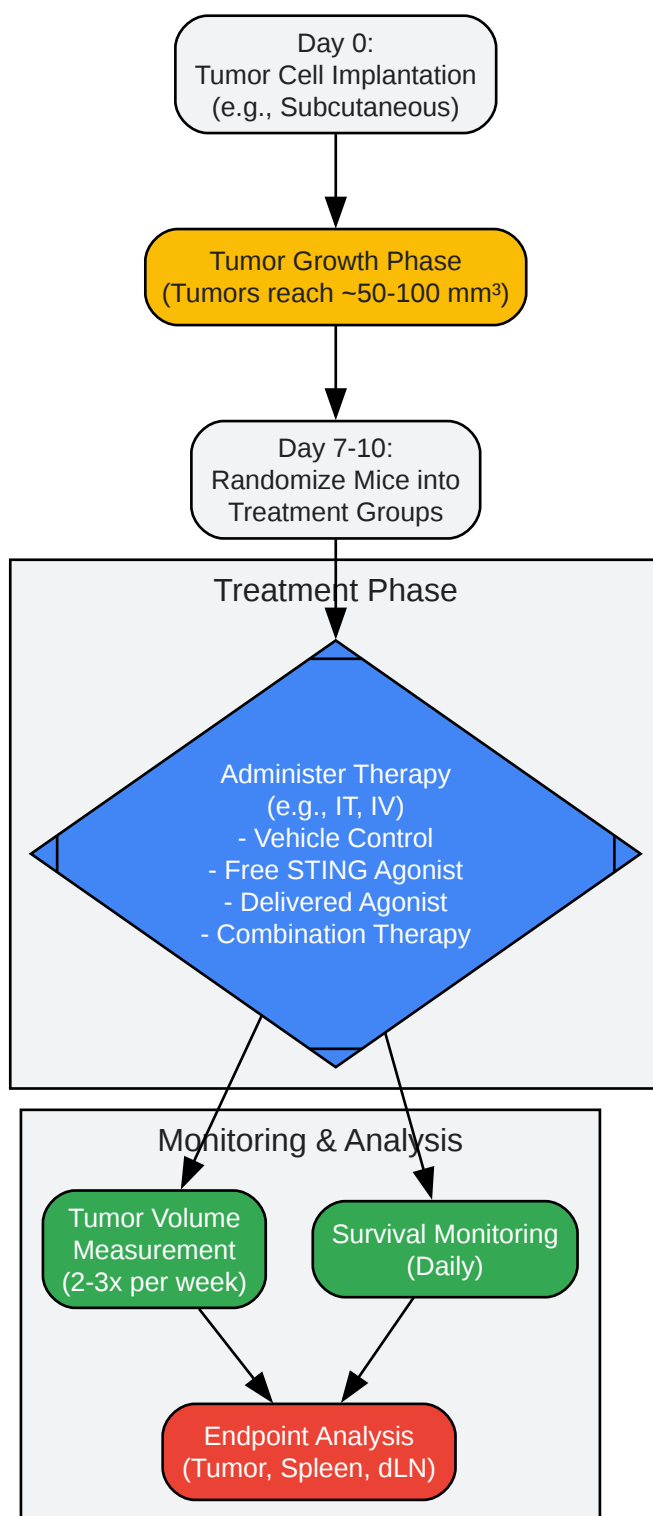 Day 0:
Tumor Cell Implantation
(e.g., Subcutaneous)
Tumor Growth Phase
(Tumors reach ~50-100 mm³)
Day 7-10:
Randomize Mice into
Treatment Groups
Treatment Phase
Administer Therapy
(e.g., IT, IV)
- Vehicle Control
- Free STING Agonist
- Delivered Agonist
- Combination Therapy
Monitoring & Analysis
Tumor Volume
Measurement
(2-3x per week)
Survival Monitoring
(Daily)
Endpoint Analysis
(Tumor, Spleen, dLN)